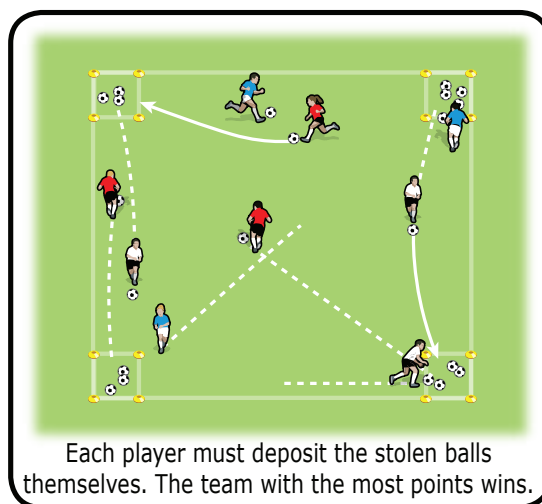 Each player must deposit the stolen balls
themselves. The team with the most points wins.